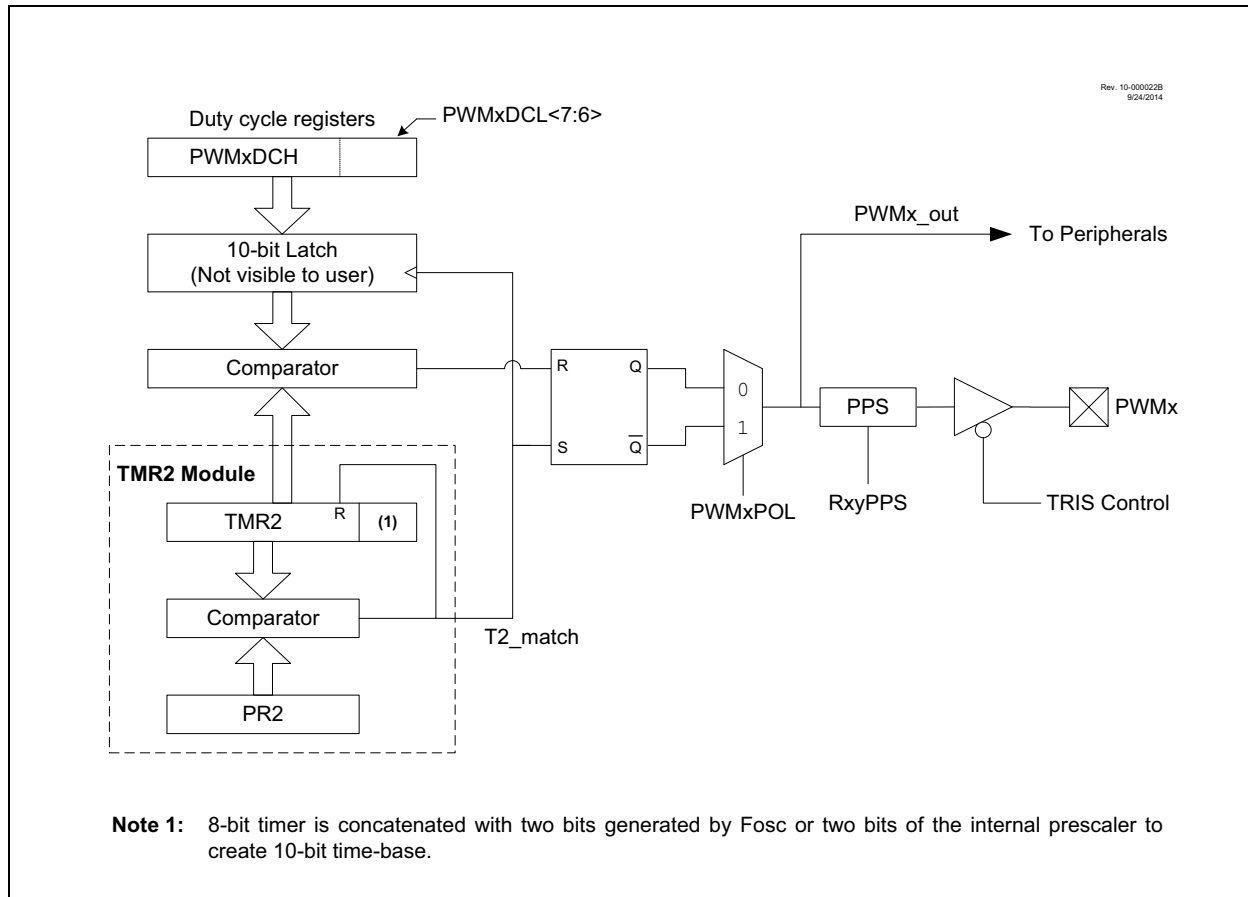 Rev. 10-000022B
9/24/2014
Duty cycle registers
PWMxDCL<7:6>
PWMxDCH
10-bit Latch
(Not visible to user)
Comparator
PWMx_out
To Peripherals
R
Q
S
Q̅
0
1
PPS
PWMx
PWMxPOL
RxyPPS
TRIS Control
TMR2 Module
TMR2
R
(1)
Comparator
T2_match
PR2
Note 1: 8-bit timer is concatenated with two bits generated by Fosc or two bits of the internal prescaler to
create 10-bit time-base.